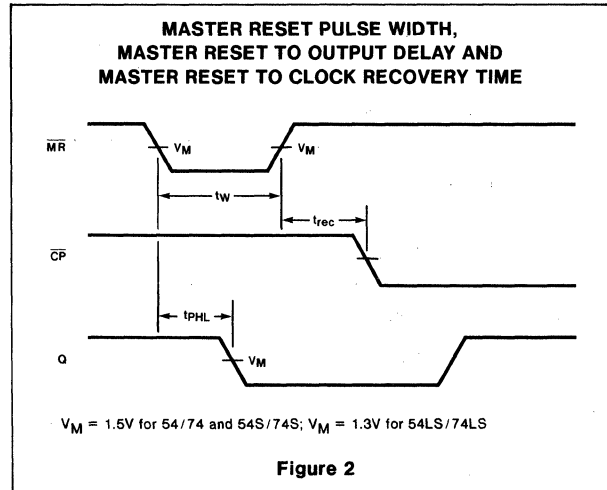 MASTER RESET PULSE WIDTH,
MASTER RESET TO OUTPUT DELAY AND
MASTER RESET TO CLOCK RECOVERY TIME
MR
VM
VM
tW
trec
CP
tPHL
Q
VM
VM = 1.5V for 54/74 and 54S/74S; VM = 1.3V for 54LS/74LS
Figure 2